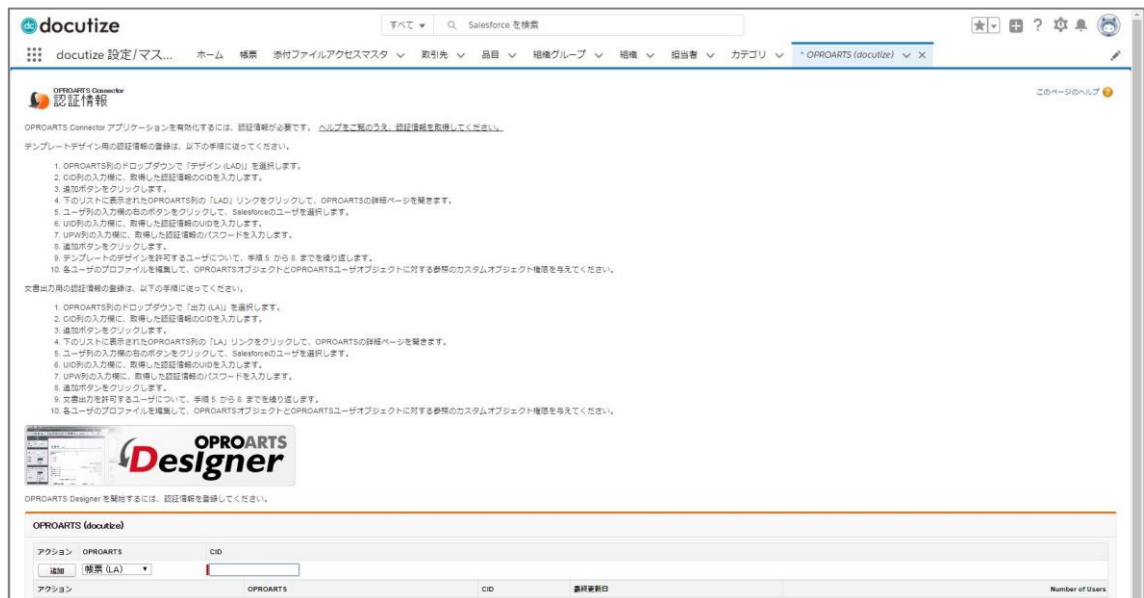 docutize
すべて Salesforce を検索
docutize 設定/マス... ホーム 帳票 添付ファイルアクセスマスタ 取引先 品目 組織グループ 組織 担当者 カテゴリ * OPROARTS (docutize)
OPROARTS Connector
認証情報
このページのヘルプ
OPROARTS Connector アプリケーションを有効化するには、認証情報が必要です。 ヘルプをご覧のうえ、認証情報を取得してください。
テンプレートデザイン用の認証情報の登録は、以下の手順に従ってください。
1. OPROARTS列のドロップダウンで「デザイン (LAD)」を選択します。
2. CID列の入力欄に、取得した認証情報のCIDを入力します。
3. 追加ボタンをクリックします。
4. 下のリストに表示されたOPROARTS列の「LAD」リンクをクリックして、OPROARTSの詳細ページを開きます。
5. ユーザ列の入力欄の右のボタンをクリックして、Salesforceのユーザを選択します。
6. UID列の入力欄に、取得した認証情報のUIDを入力します。
7. UPW列の入力欄に、取得した認証情報のパスワードを入力します。
8. 追加ボタンをクリックします。
9. テンプレートのデザインを許可するユーザについて、手順 5. から 8. までを繰り返します。
10. 各ユーザのプロファイルを編集して、OPROARTSオブジェクトとOPROARTSユーザオブジェクトに対する参照のカスタムオブジェクト権限を与えてください。
文書出力用の認証情報の登録は、以下の手順に従ってください。
1. OPROARTS列のドロップダウンで「出力 (LA)」を選択します。
2. CID列の入力欄に、取得した認証情報のCIDを入力します。
3. 追加ボタンをクリックします。
4. 下のリストに表示されたOPROARTS列の「LA」リンクをクリックして、OPROARTSの詳細ページを開きます。
5. ユーザ列の入力欄の右のボタンをクリックして、Salesforceのユーザを選択します。
6. UID列の入力欄に、取得した認証情報のUIDを入力します。
7. UPW列の入力欄に、取得した認証情報のパスワードを入力します。
8. 追加ボタンをクリックします。
9. 文書出力を許可するユーザについて、手順 5. から 8. までを繰り返します。
10. 各ユーザのプロファイルを編集して、OPROARTSオブジェクトとOPROARTSユーザオブジェクトに対する参照のカスタムオブジェクト権限を与えてください。
OPROARTS
Designer
OPROARTS Designer を開始するには、認証情報を登録してください。
OPROARTS (docutize)
アクション OPROARTS CID
追加 帳票 (LA)
アクション OPROARTS CID 最終更新日 Number of Users